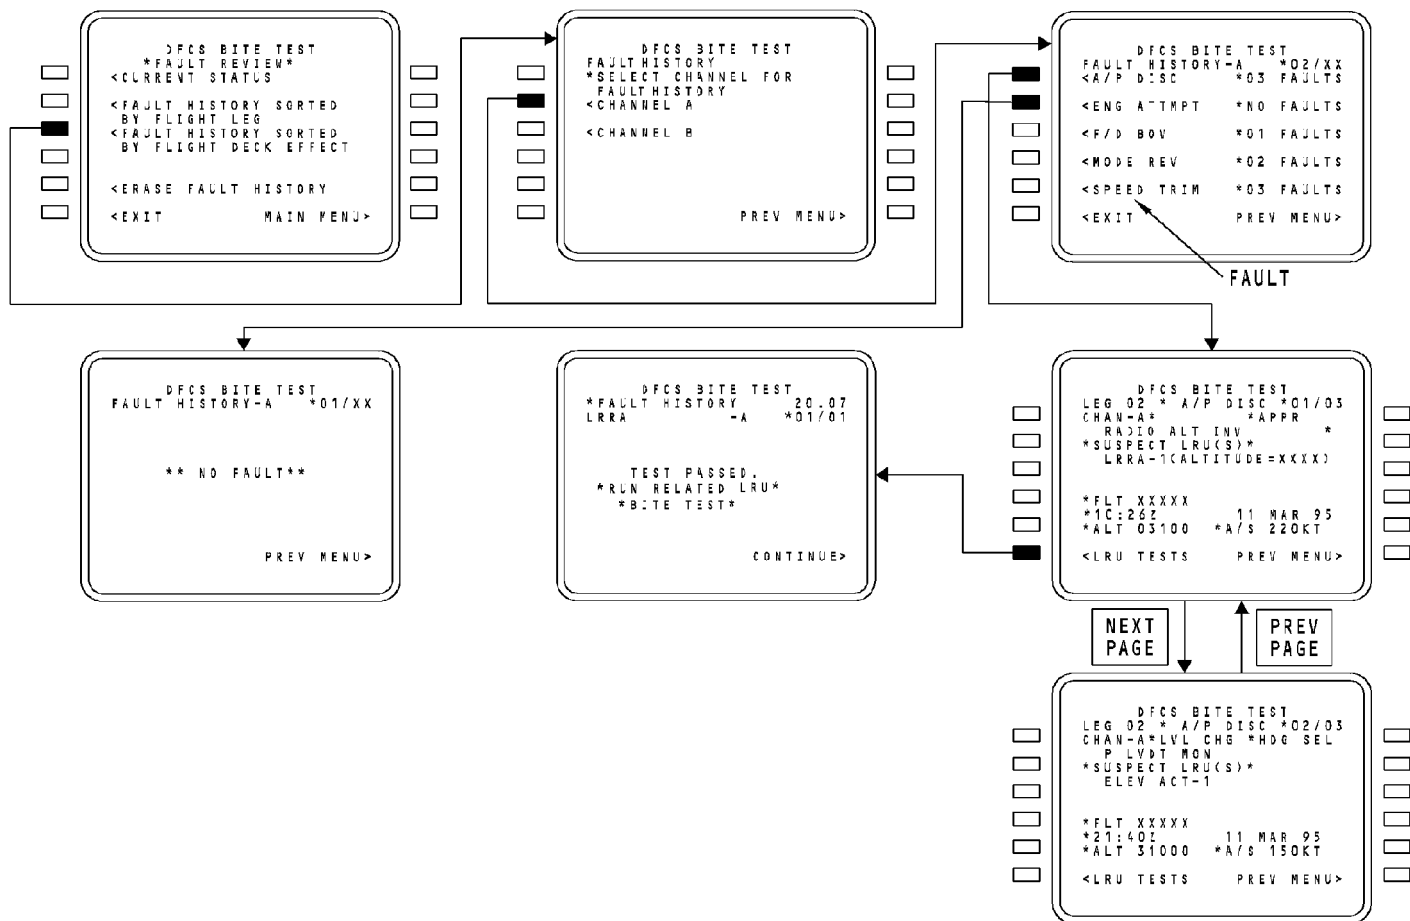 DFCS BITE TEST
*FAULT REVIEW*
<CURRENT STATUS
<FAULT HISTORY SORTED
BY FLIGHT LEG
<FAULT HISTORY SORTED
BY FLIGHT DECK EFFECT
<ERASE FAULT HISTORY
<EXIT MAIN MENU>
DFCS BITE TEST
FAULT HISTORY
*SELECT CHANNEL FOR
FAULT HISTORY
<CHANNEL A
<CHANNEL B
PREV MENU>
DFCS BITE TEST
FAULT HISTORY-A *02/XX
<A/P DISC *03 FAULTS
<ENG ATTMPT *NO FAULTS
<F/D BOV *01 FAULTS
<MODE REV *02 FAULTS
<SPEED TRIM *03 FAULTS
<EXIT PREV MENU>
FAULT
DFCS BITE TEST
FAULT HISTORY-A *01/XX
** NO FAULT**
PREV MENU>
DFCS BITE TEST
*FAULT HISTORY 20.07
LRRA -A *01/01
TEST PASSED.
*RUN RELATED LRU*
*BITE TEST*
CONTINUE>
DFCS BITE TEST
LEG 02 * A/P DISC *01/03
CHAN-A* *APPR
RADIO ALT INV *
*SUSPECT LRU(S)*
LRRA-1(ALTITUDE=XXXX)
*FLT XXXXX
*10:26Z 11 MAR 95
*ALT 03100 *A/S 220KT
<LRU TESTS PREV MENU>
NEXT
PAGE
PREV
PAGE
DFCS BITE TEST
LEG 02 * A/P DISC *02/03
CHAN-A*LVL CHG *HDG SEL
P LVDT MON
*SUSPECT LRU(S)*
ELEV ACT-1
*FLT XXXXX
*21:40Z 11 MAR 95
*ALT 31000 *A/S 150KT
<LRU TESTS PREV MENU>